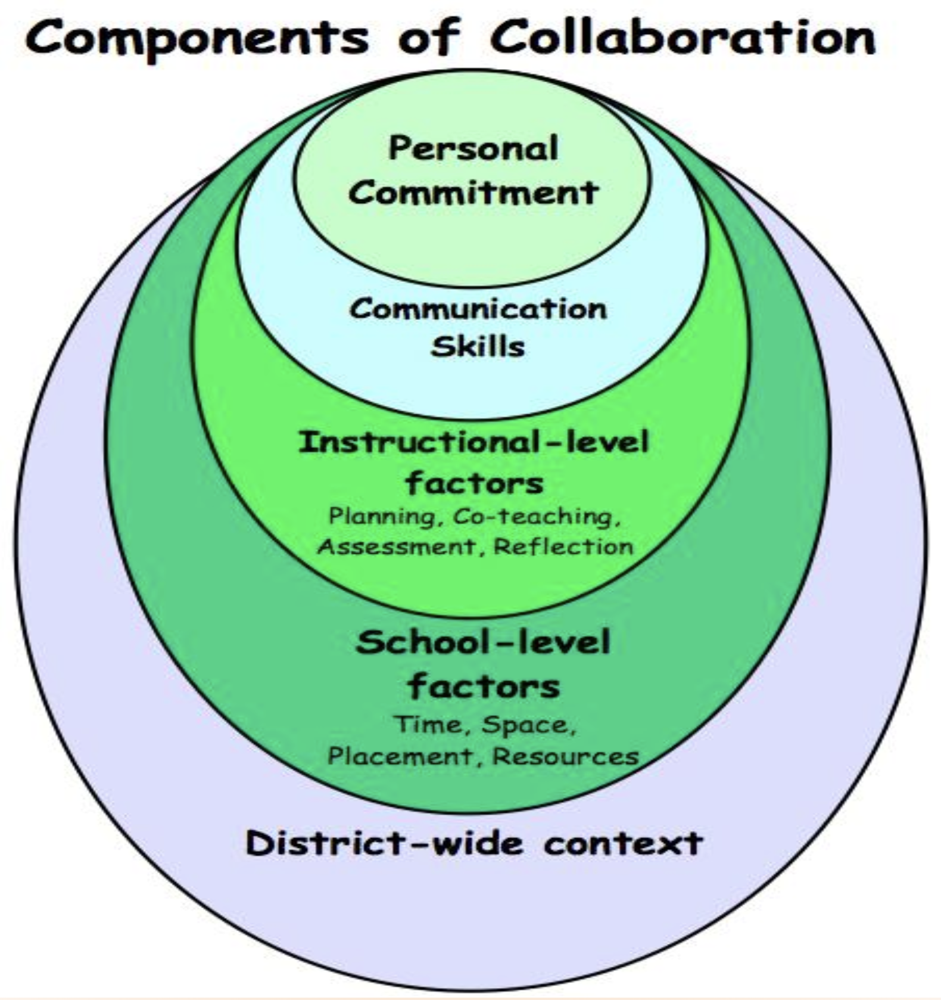 Components of Collaboration
Personal
Commitment
Communication
Skills
Instructional-level
factors
Planning, Co-teaching,
Assessment, Reflection
School-level
factors
Time, Space,
Placement, Resources
District-wide context